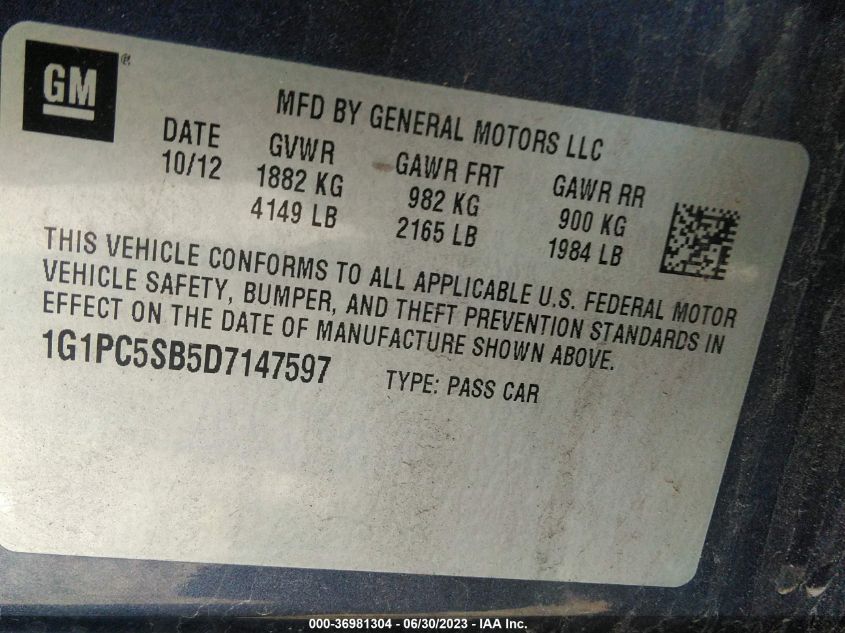 GM®
MFD BY GENERAL MOTORS LLC
DATE GVWR GAWR FRT GAWR RR
10/12 1882 KG 982 KG 900 KG
4149 LB 2165 LB 1984 LB
THIS VEHICLE CONFORMS TO ALL APPLICABLE U.S. FEDERAL MOTOR
VEHICLE SAFETY, BUMPER, AND THEFT PREVENTION STANDARDS IN
EFFECT ON THE DATE OF MANUFACTURE SHOWN ABOVE.
1G1PC5SB5D7147597 TYPE: PASS CAR
000-36981304 - 06/30/2023 - IAA Inc.